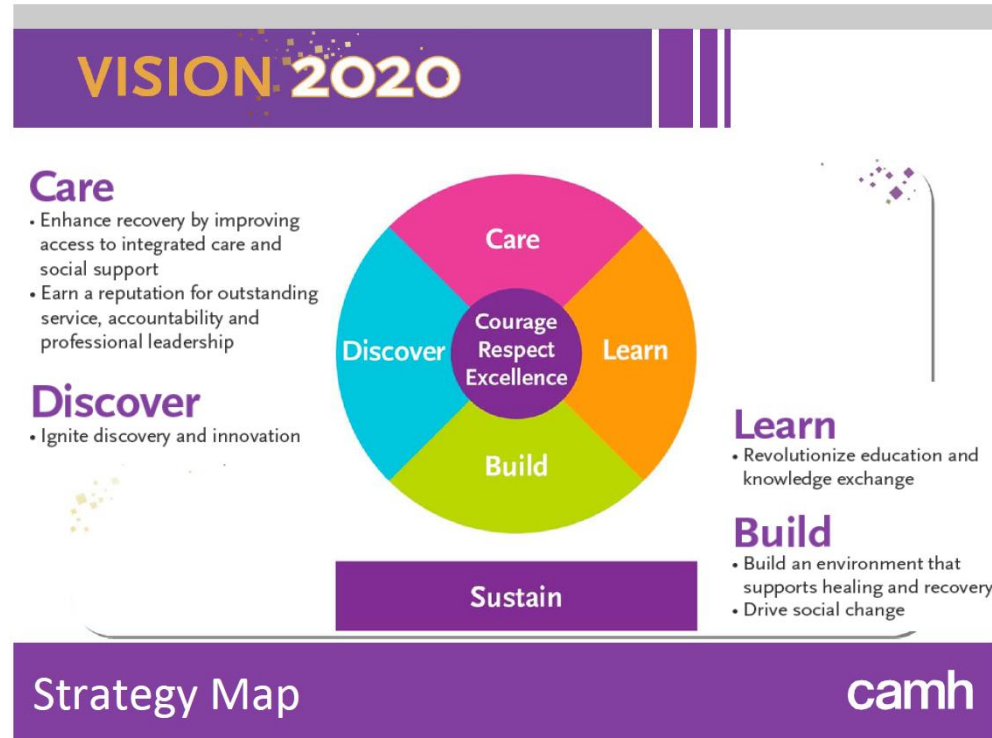 VISION 2020
Care
• Enhance recovery by improving
access to integrated care and
social support
• Earn a reputation for outstanding
service, accountability and
professional leadership
Discover
• Ignite discovery and innovation
Care
Discover
Courage
Respect
Excellence
Learn
Build
Sustain
Learn
• Revolutionize education and
knowledge exchange
Build
• Build an environment that
supports healing and recovery
• Drive social change
Strategy Map
camh